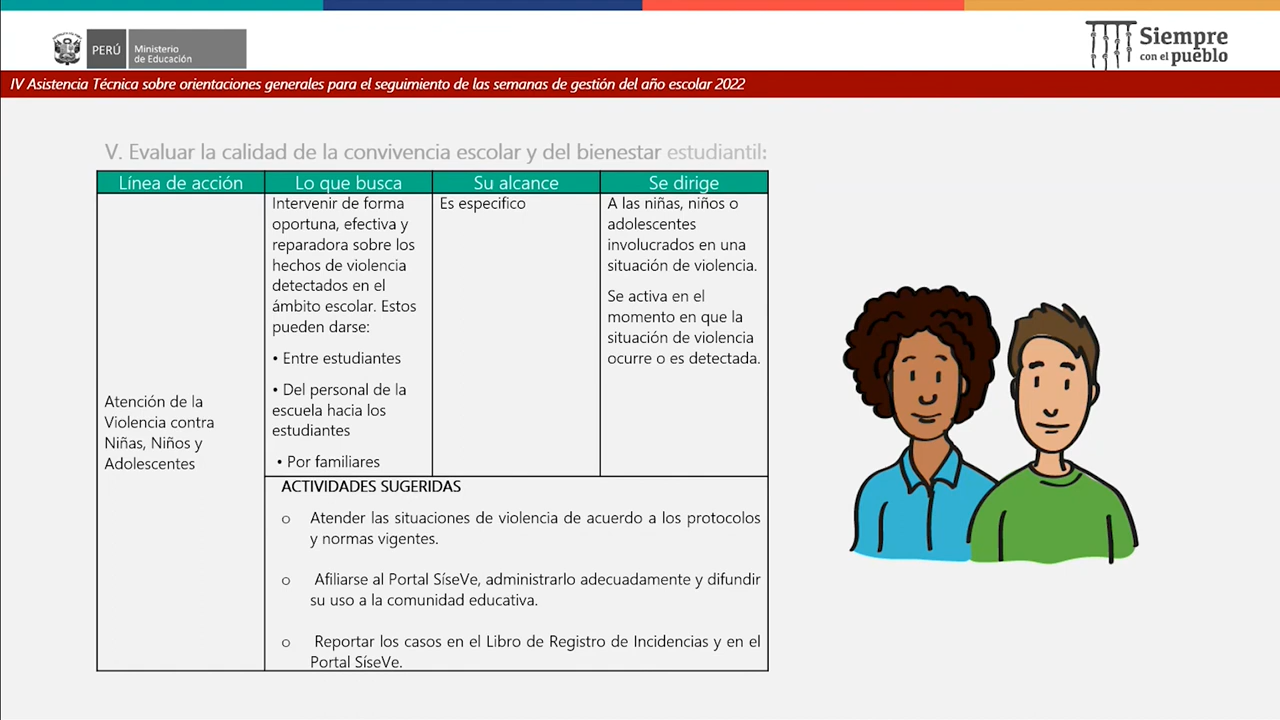 PERÚ
Ministerio
de Educación
Siempre
con el pueblo
IV Asistencia Técnica sobre orientaciones generales para el seguimiento de las semanas de gestión del año escolar 2022
V. Evaluar la calidad de la convivencia escolar y del bienestar estudiantil:
Línea de acción
Lo que busca
Su alcance
Se dirige
Atención de la
Violencia contra
Niñas, Niños y
Adolescentes
Intervenir de forma
oportuna, efectiva y
reparadora sobre los
hechos de violencia
detectados en el
ámbito escolar. Estos
pueden darse:
• Entre estudiantes
• Del personal de la
escuela hacia los
estudiantes
• Por familiares
Es especifico
A las niñas, niños o
adolescentes
involucrados en una
situación de violencia.
Se activa en el
momento en que la
situación de violencia
ocurre o es detectada.
ACTIVIDADES SUGERIDAS
o Atender las situaciones de violencia de acuerdo a los protocolos
y normas vigentes.
o Afiliarse al Portal SíseVe, administrarlo adecuadamente y difundir
su uso a la comunidad educativa.
o Reportar los casos en el Libro de Registro de Incidencias y en el
Portal SíseVe.